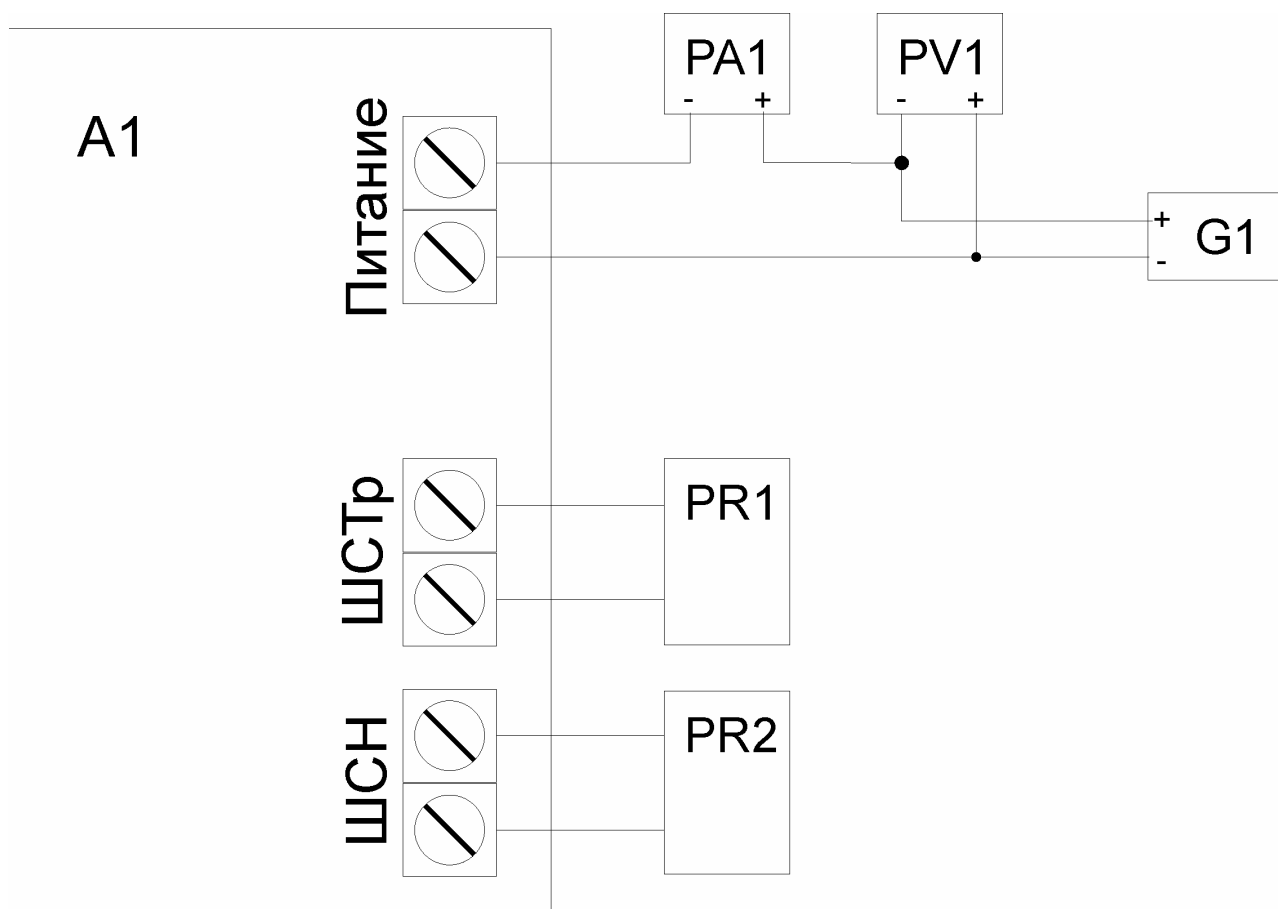 PA1
- +
PV1
- +
A1
Питание
+
-
G1
ШСТр
PR1
ШСН
PR2